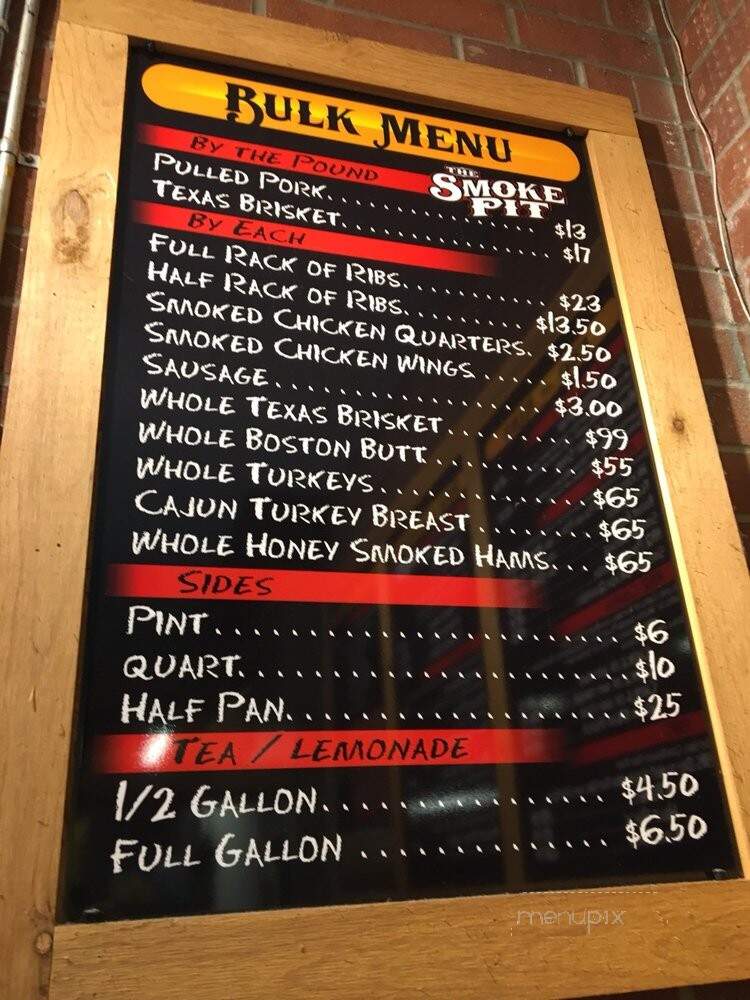 BULK MENU
BY THE POUND
THE
SMOKE
PIT
PULLED PORK. . . . . . . . . . . . . . . . $13
TEXAS BRISKET. . . . . . . . . . . . . . . $17
BY EACH
FULL RACK OF RIBS. . . . . . . . . . . $23
HALF RACK OF RIBS. . . . . . . . . $13.50
SMOKED CHICKEN QUARTERS. $2.50
SMOKED CHICKEN WINGS . . . . . $1.50
SAUSAGE. . . . . . . . . . . . . . . . . . . . $3.00
WHOLE TEXAS BRISKET. . . . . . . . . $99
WHOLE BOSTON BUTT. . . . . . . . . . $55
WHOLE TURKEYS. . . . . . . . . . . . . . $65
CAJUN TURKEY BREAST . . . . . . . . $65
WHOLE HONEY SMOKED HAMS. . . $65
SIDES
PINT. . . . . . . . . . . . . . . . . . . . . . . $6
QUART. . . . . . . . . . . . . . . . . . . . . $10
HALF PAN. . . . . . . . . . . . . . . . . . $25
TEA / LEMONADE
1/2 GALLON. . . . . . . . . . . . . . . $4.50
FULL GALLON . . . . . . . . . . . . . $6.50
menupix